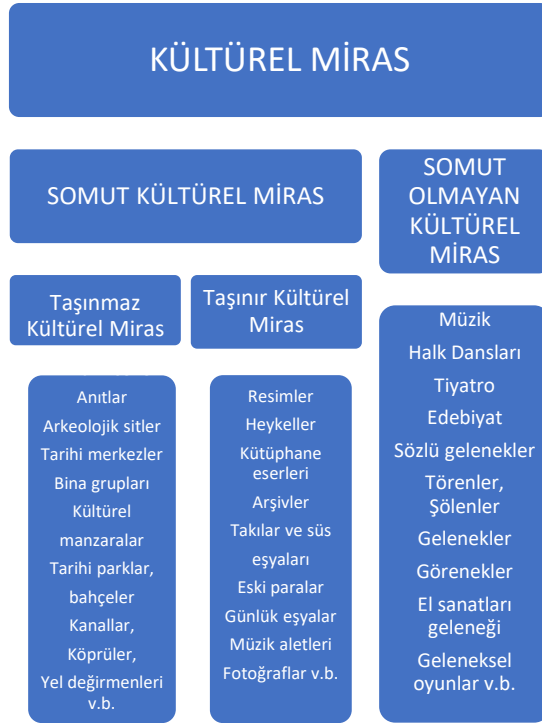 KÜLTÜREL MİRAS
SOMUT KÜLTÜREL MİRAS
SOMUT
OLMAYAN
KÜLTÜREL
MİRAS
Taşınmaz
Kültürel Miras
Taşınır Kültürel
Miras
Anıtlar
Arkeolojik sitler
Tarihi merkezler
Bina grupları
Kültürel
manzaralar
Tarihi parklar,
bahçeler
Kanallar,
Köprüler,
Yel değirmenleri
v.b.
Resimler
Heykeller
Kütüphane
eserleri
Arşivler
Takılar ve süs
eşyaları
Eski paralar
Günlük eşyalar
Müzik aletleri
Fotoğraflar v.b.
Müzik
Halk Dansları
Tiyatro
Edebiyat
Sözlü gelenekler
Törenler,
Şölenler
Gelenekler
Görenekler
El sanatları
geleneği
Geleneksel
oyunlar v.b.